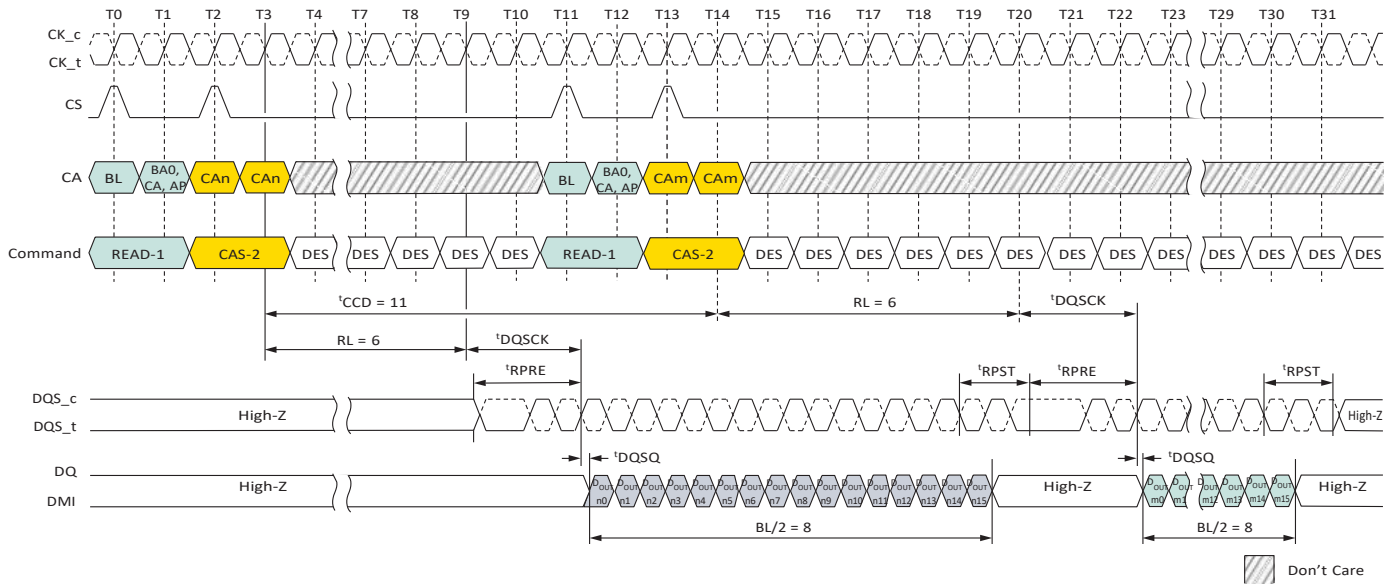 T0 T1 T2 T3 T4 T7 T8 T9 T10 T11 T12 T13 T14 T15 T16 T17 T18 T19 T20 T21 T22 T23 T29 T30 T31
CK_c
CK_t
CS
CA BL BA0, CA, AP CAn CAn BL BA0, CA, AP CAm CAm
Command READ-1 CAS-2 DES DES DES DES DES READ-1 CAS-2 DES DES DES DES DES DES DES DES DES DES DES DES DES
tCCD = 11 RL = 6 tDQSCK
RL = 6 tDQSCK
tRPRE tRPST tRPRE tRPST
DQS_c
High-Z High-Z
DQS_t
tDQSQ tDQSQ
DQ
High-Z DOUT n0 DOUT n1 DOUT n2 DOUT n3 DOUT n4 DOUT n5 DOUT n6 DOUT n7 DOUT n8 DOUT n9 DOUT n10 DOUT n11 DOUT n12 DOUT n13 DOUT n14 DOUT n15 High-Z DOUT m0 DOUT m1 DOUT m12 DOUT m13 DOUT m14 DOUT m15 High-Z
DMI
BL/2 = 8 BL/2 = 8
Don't Care